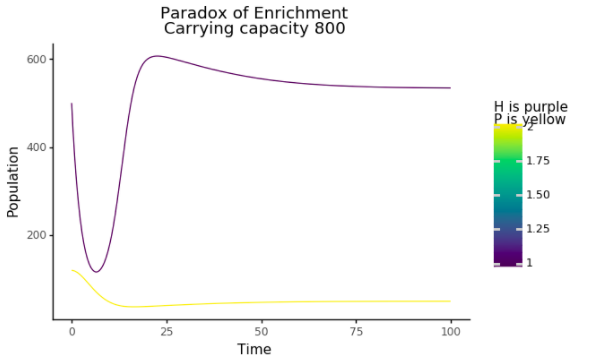 Paradox of Enrichment
Carrying capacity 800
600
400
200
Population
0
25
50
75
100
Time
H is purple
P is yellow
2
1.75
1.50
1.25
1